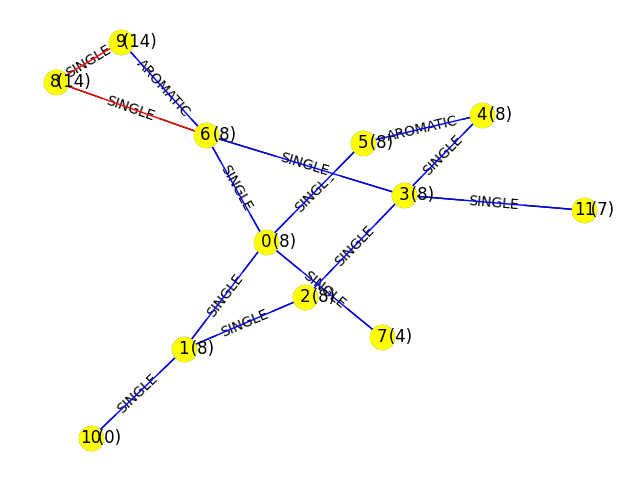 9(14)
SINGLE
8(14)
AROMATIC
SINGLE
4(8)
AROMATIC
6(8)
5(8)
SINGLE
SINGLE
SINGLE
3(8)
SINGLE
11(7)
SINGLE
0(8)
SINGLE
SINGLE
2(8)
SINGLE
SINGLE
7(4)
1(8)
SINGLE
SINGLE
10(0)